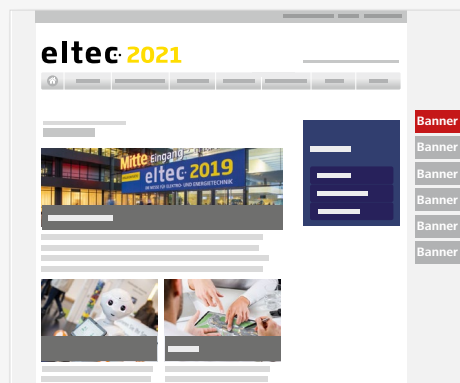 eltec 2021
Mitte Eingang
eltec 2019
DIE MESSE FÜR ELEKTRO- UND ENERGIETECHNIK
Banner
Banner
Banner
Banner
Banner
Banner